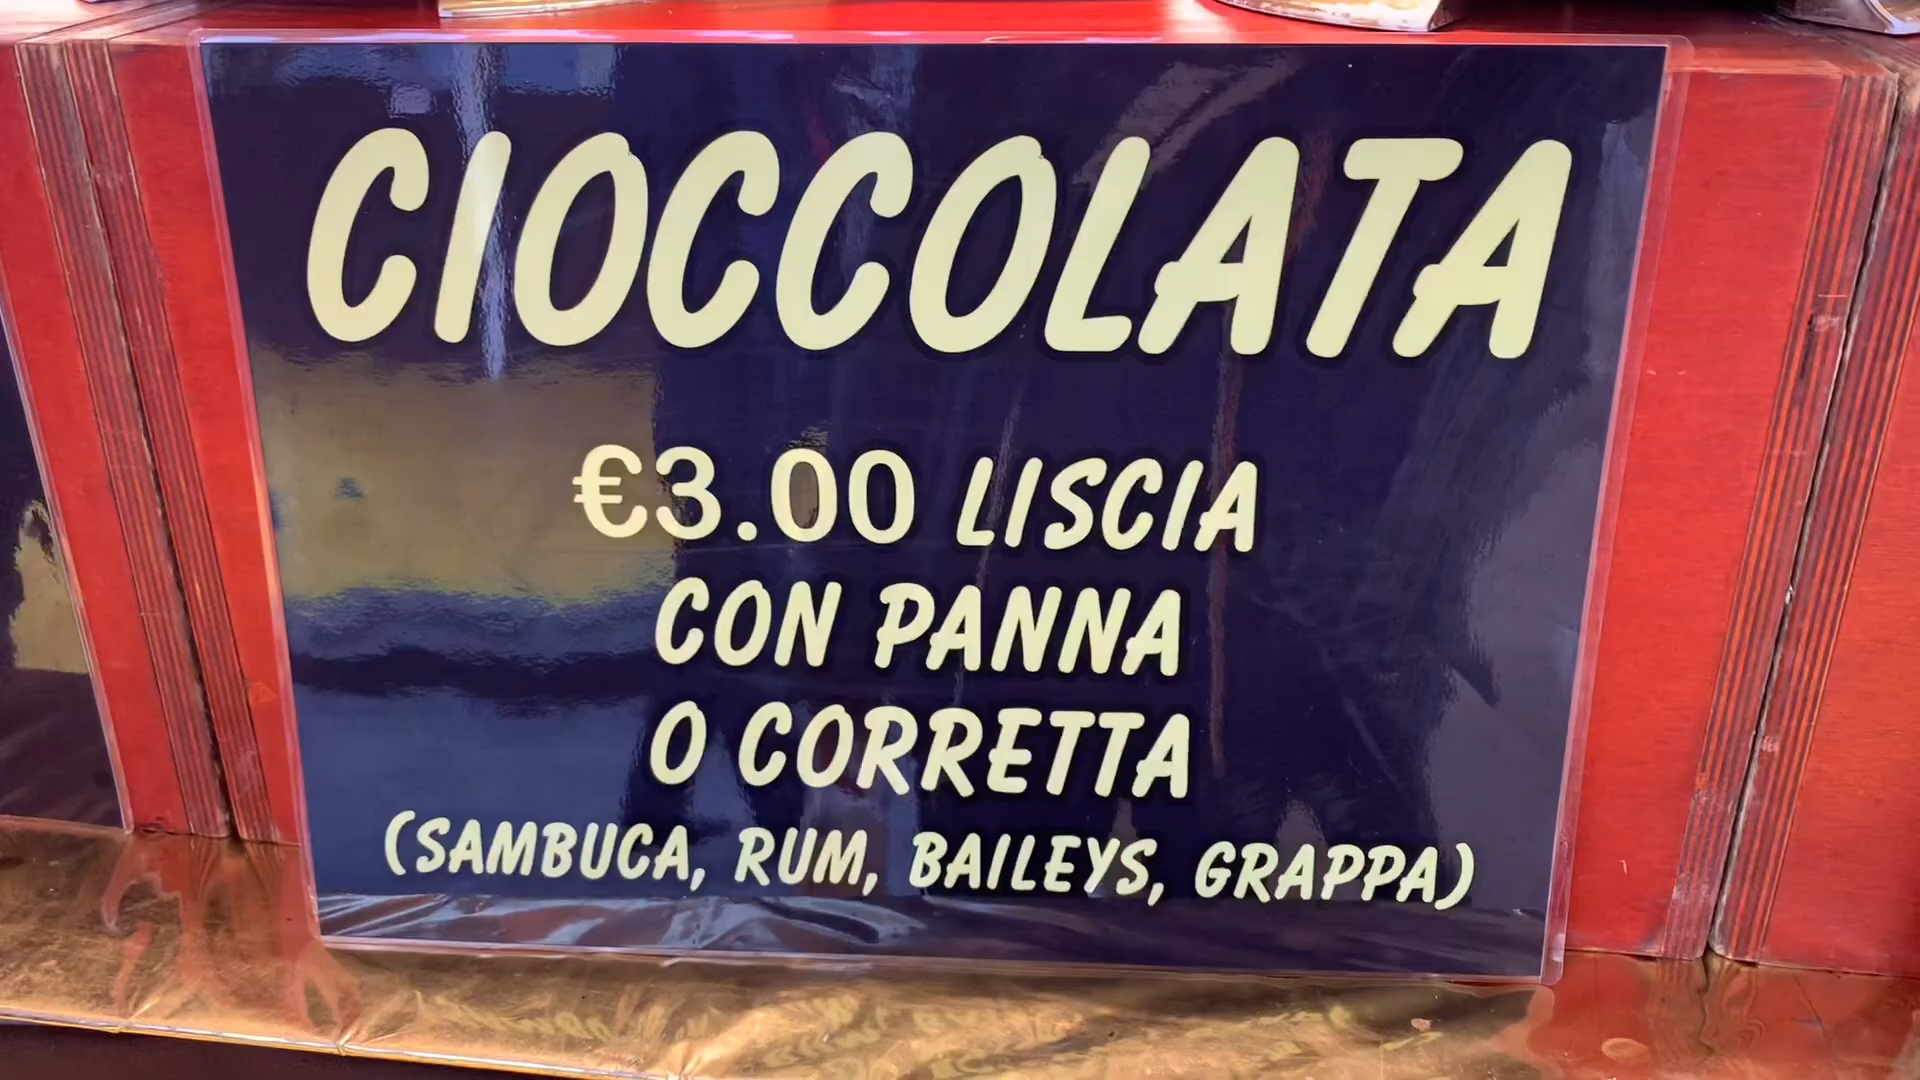 CIOCCOLATA
€3.00 LISCIA
CON PANNA
O CORRETTA
(SAMBUCA, RUM, BAILEYS, GRAPPA)